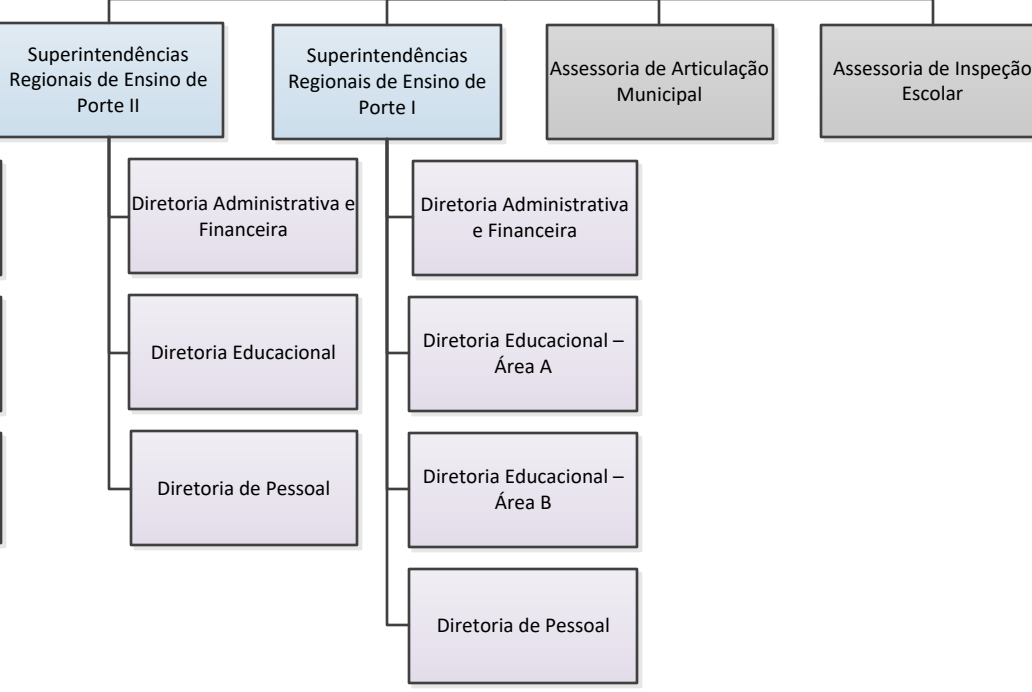 Superintendências
Regionais de Ensino de
Porte II
Superintendências
Regionais de Ensino de
Porte I
Assessoria de Articulação
Municipal
Assessoria de Inspeção
Escolar
Diretoria Administrativa e
Financeira
Diretoria Educacional
Diretoria de Pessoal
Diretoria Administrativa
e Financeira
Diretoria Educacional –
Área A
Diretoria Educacional –
Área B
Diretoria de Pessoal